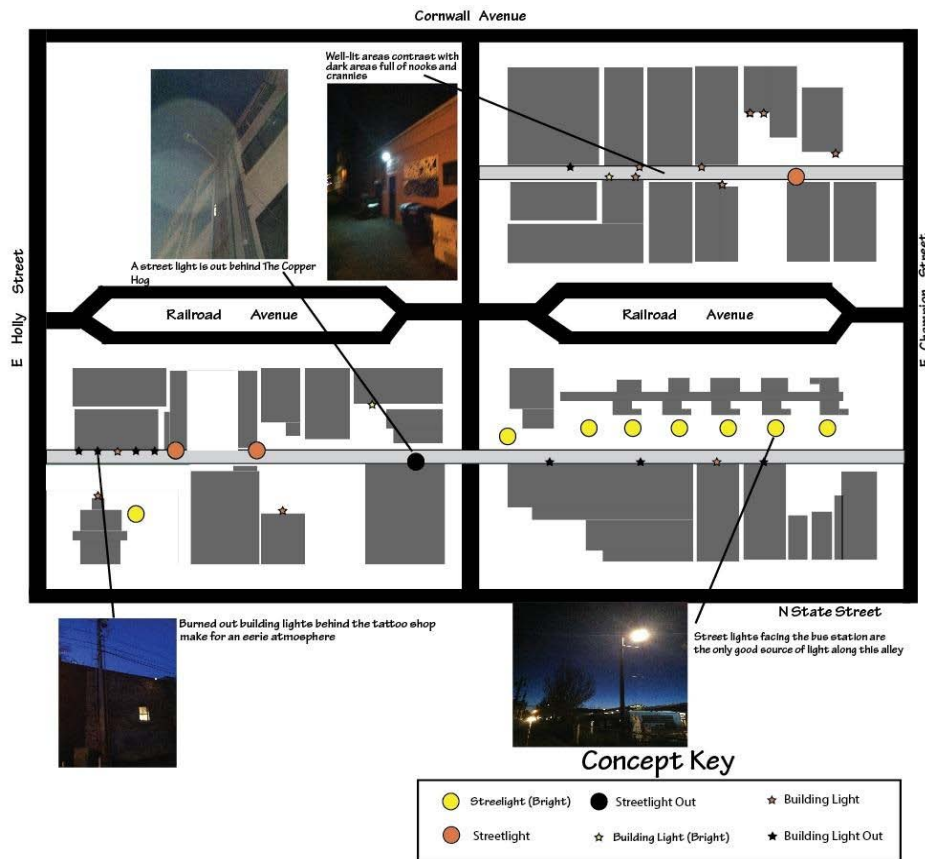 Cornwall Avenue
Well-lit areas contrast with
dark areas full of nooks and
crannies
A street light is out behind The Copper
Hog
E Holly Street
Railroad Avenue
Railroad Avenue
E Champion Street
N State Street
Burned out building lights behind the tattoo shop
make for an eerie atmosphere
Street lights facing the bus station are
the only good source of light along this alley
Concept Key
Streelight (Bright)
Streetlight Out
Building Light
Streetlight
Building Light (Bright)
Building Light Out